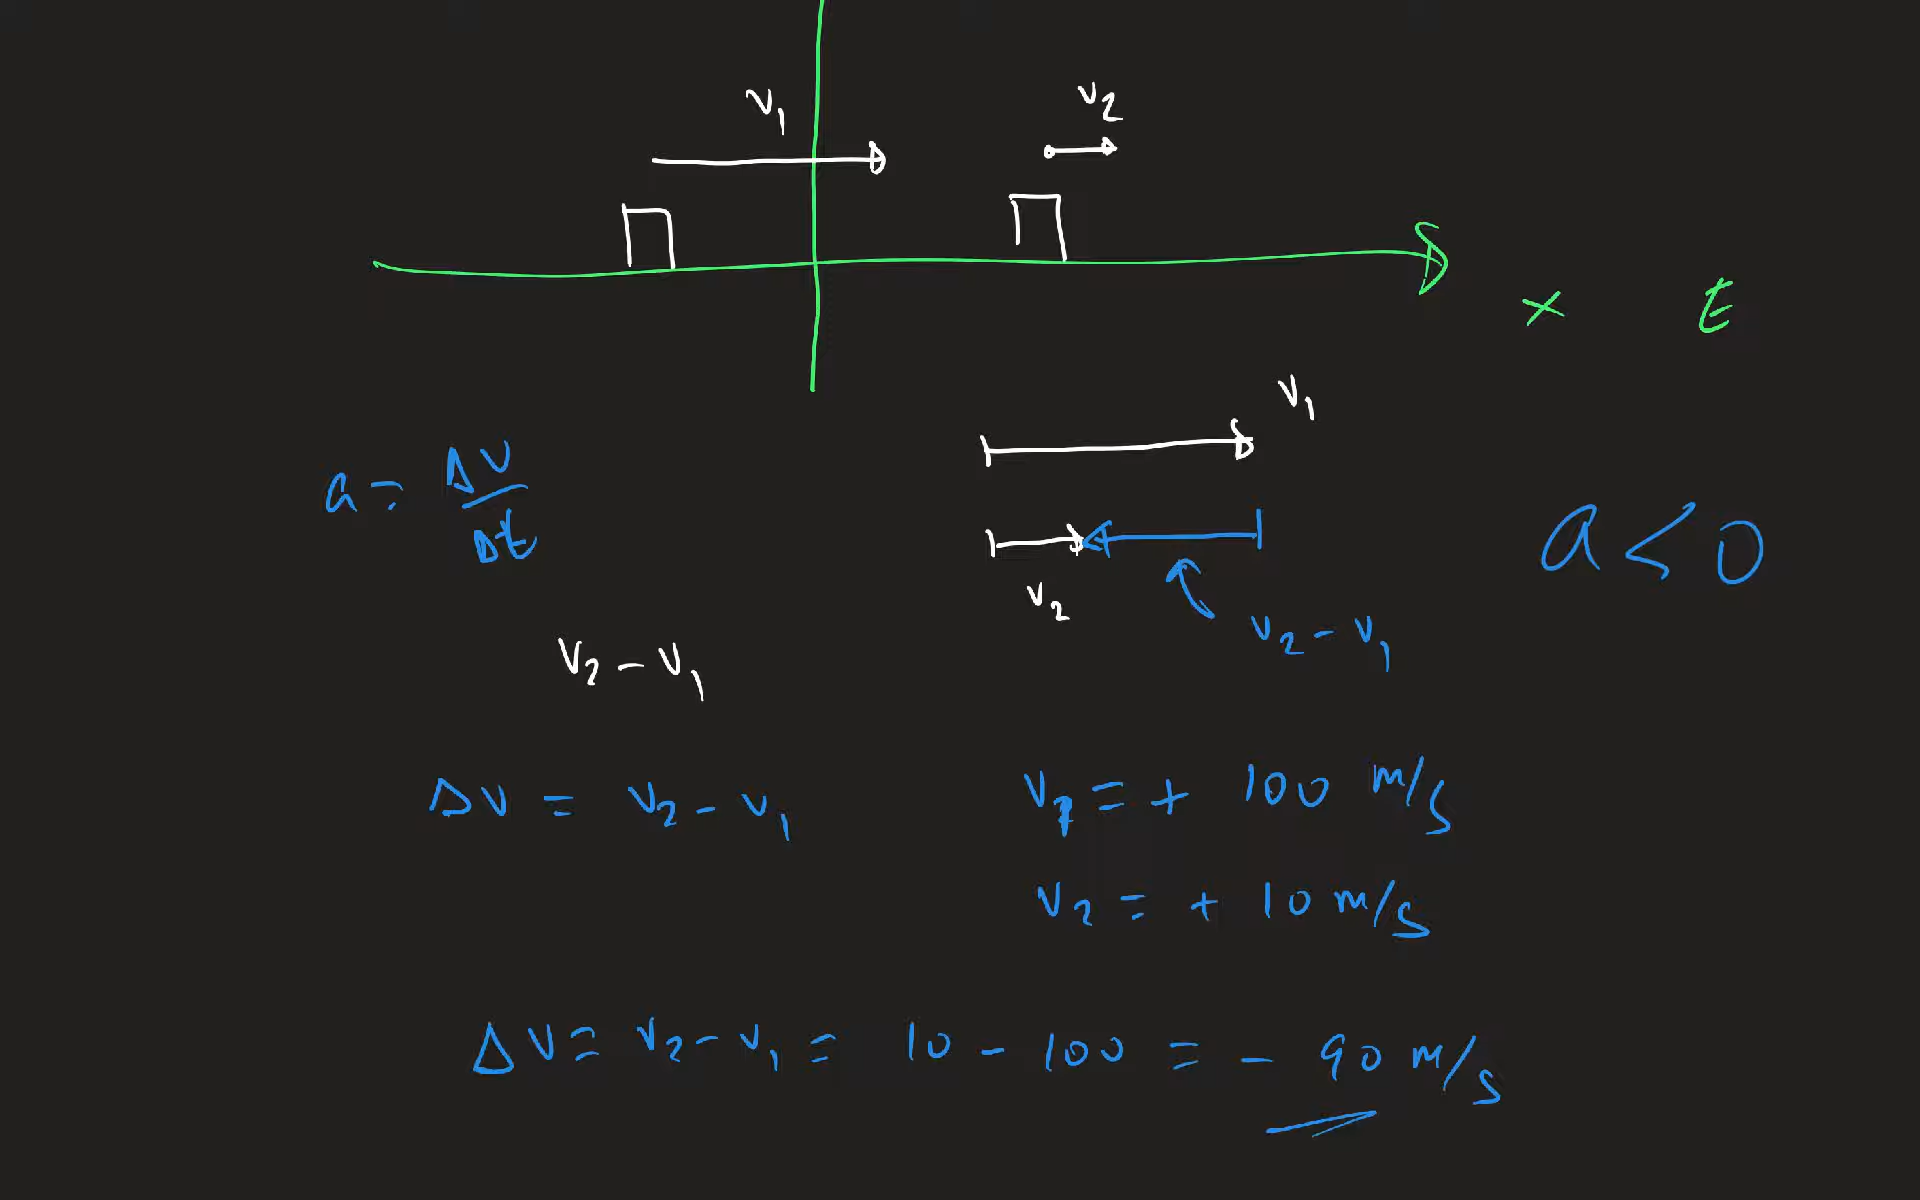 v₁
v₂
x t
v₁
a = Δv/Δt
a < 0
v₂
v₂ - v₁
v₂ - v₁
Δv = v₂ - v₁
v₁ = + 100 m/s
v₂ = + 10 m/s
Δv = v₂ - v₁ = 10 - 100 = - 90 m/s